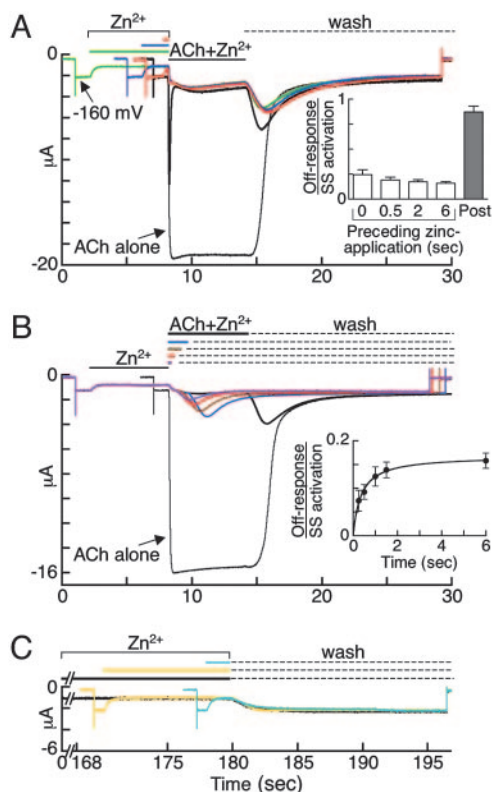 A
Zn2+
ACh+Zn2+
wash
0
-160 mV
μA
ACh alone
-20
0
10
20
30
1
Off-response
SS activation
0
0 0.5 2 6
Post
Preceding zinc-
application (sec)
B
ACh+Zn2+
wash
Zn2+
0
μA
ACh alone
-16
0
10
20
30
0.2
Off-response
SS activation
0
0 2 4 6
Time (sec)
C
Zn2+
wash
0
μA
-6
0 168 175 180 185 190 195
Time (sec)